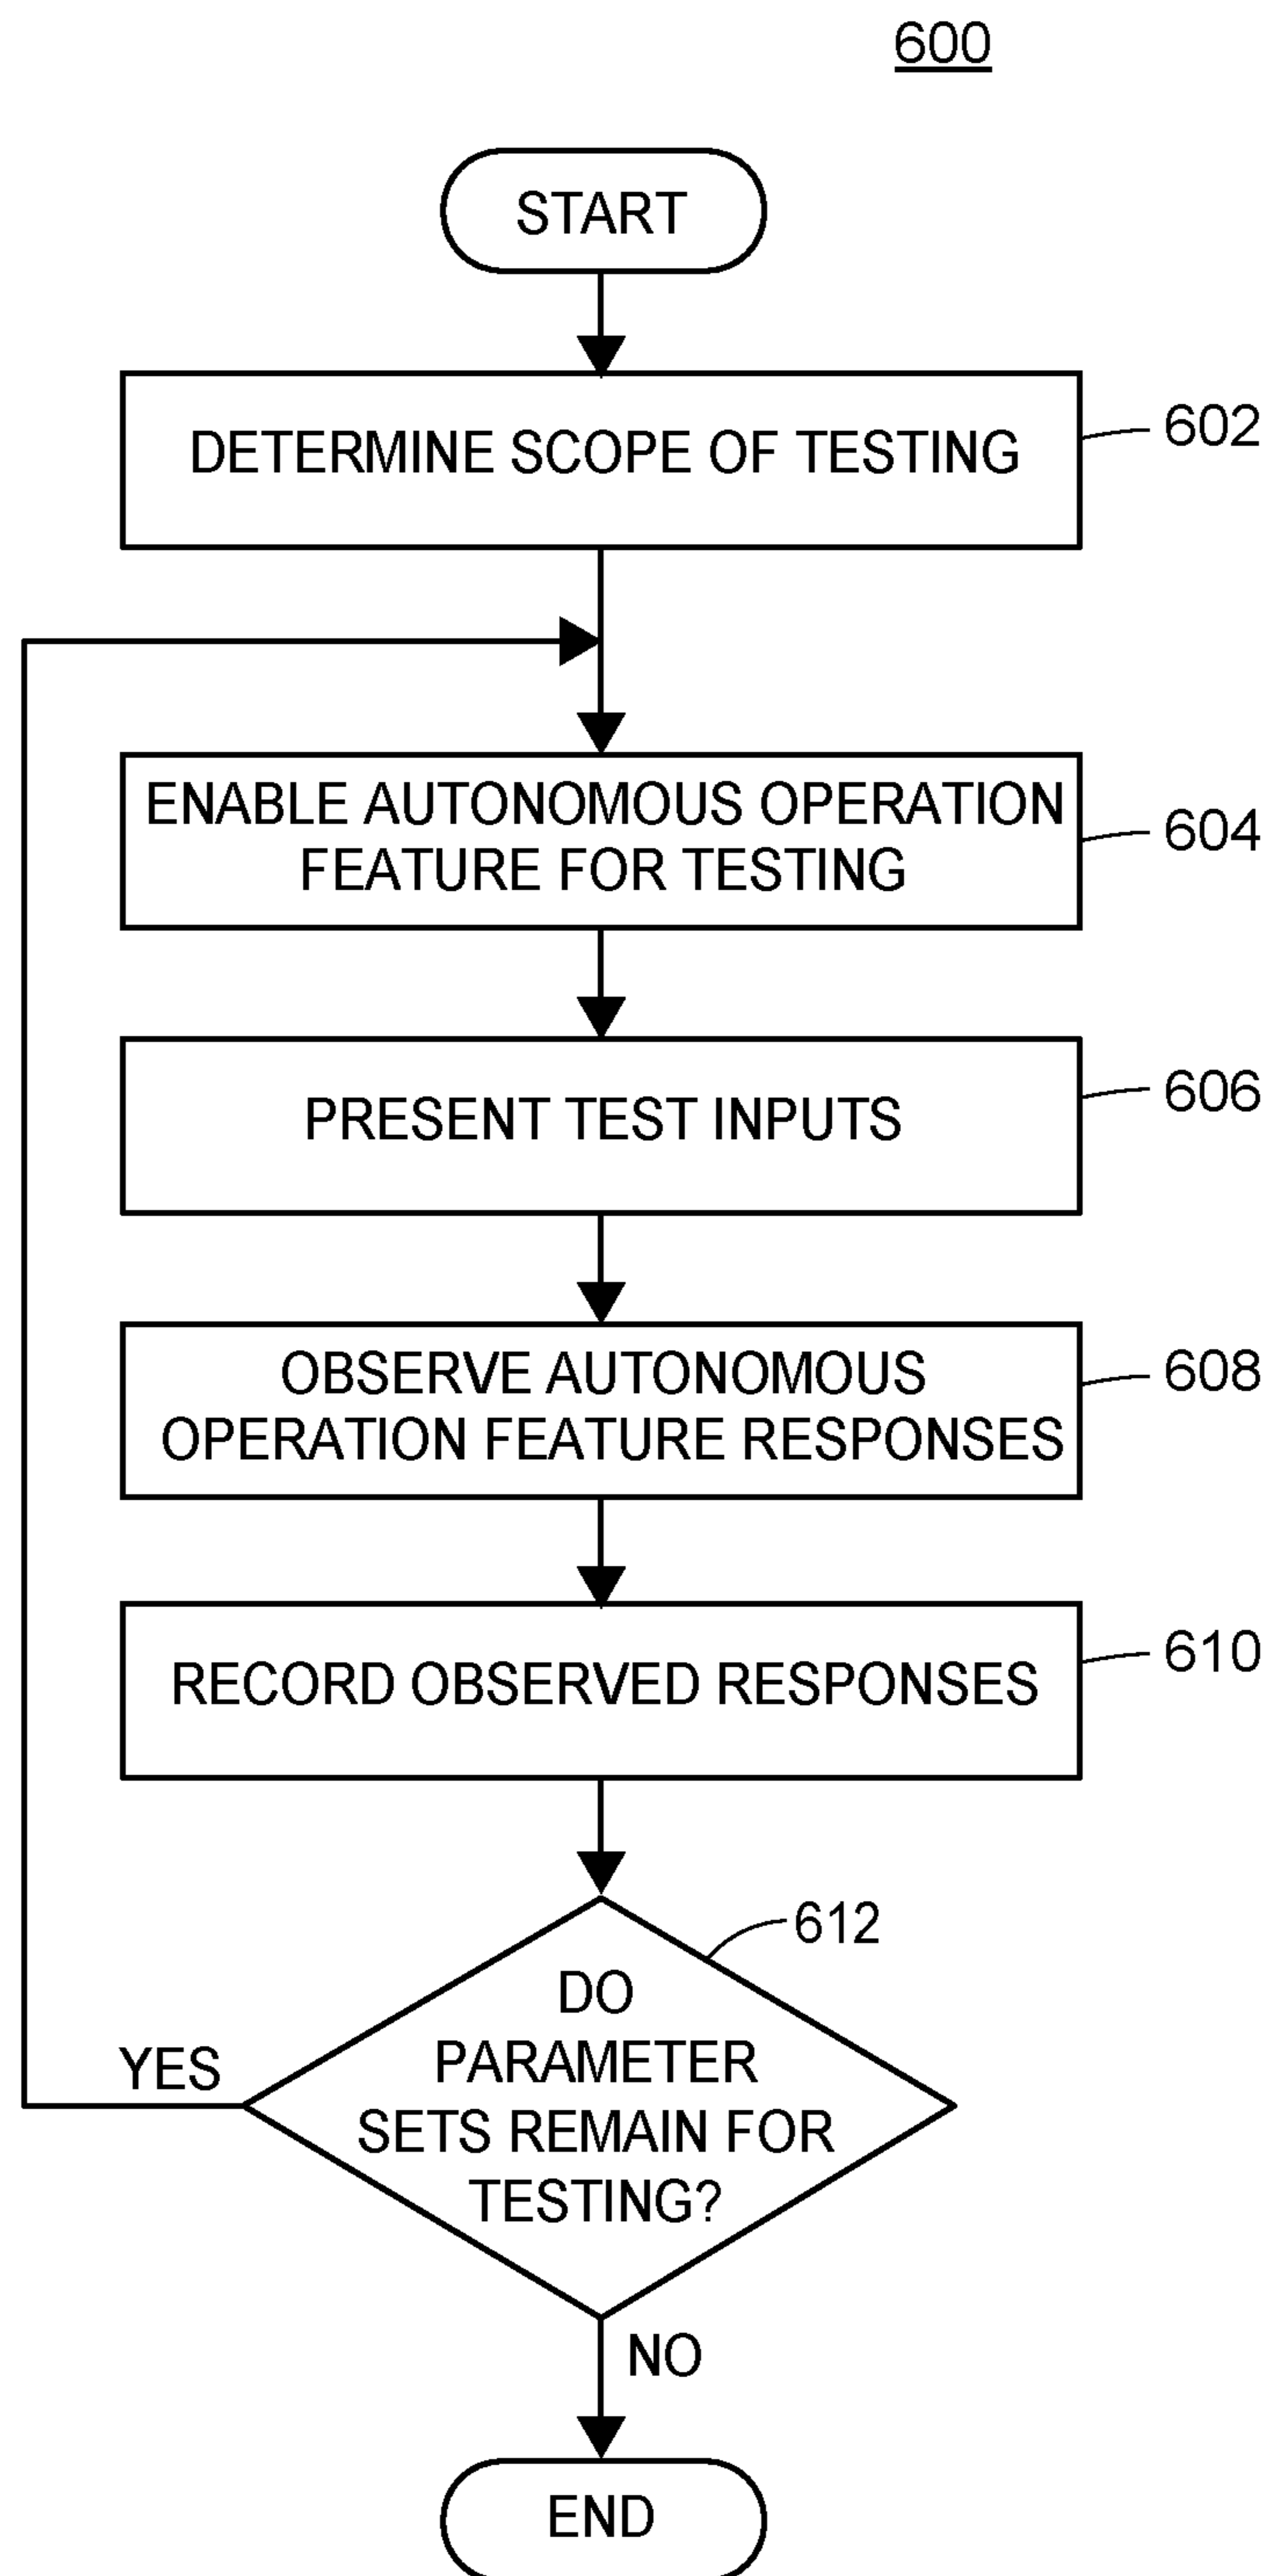 600
START
DETERMINE SCOPE OF TESTING
602
ENABLE AUTONOMOUS OPERATION
FEATURE FOR TESTING
604
PRESENT TEST INPUTS
606
OBSERVE AUTONOMOUS
OPERATION FEATURE RESPONSES
608
RECORD OBSERVED RESPONSES
610
612
DO
PARAMETER
SETS REMAIN FOR
TESTING?
YES
NO
END